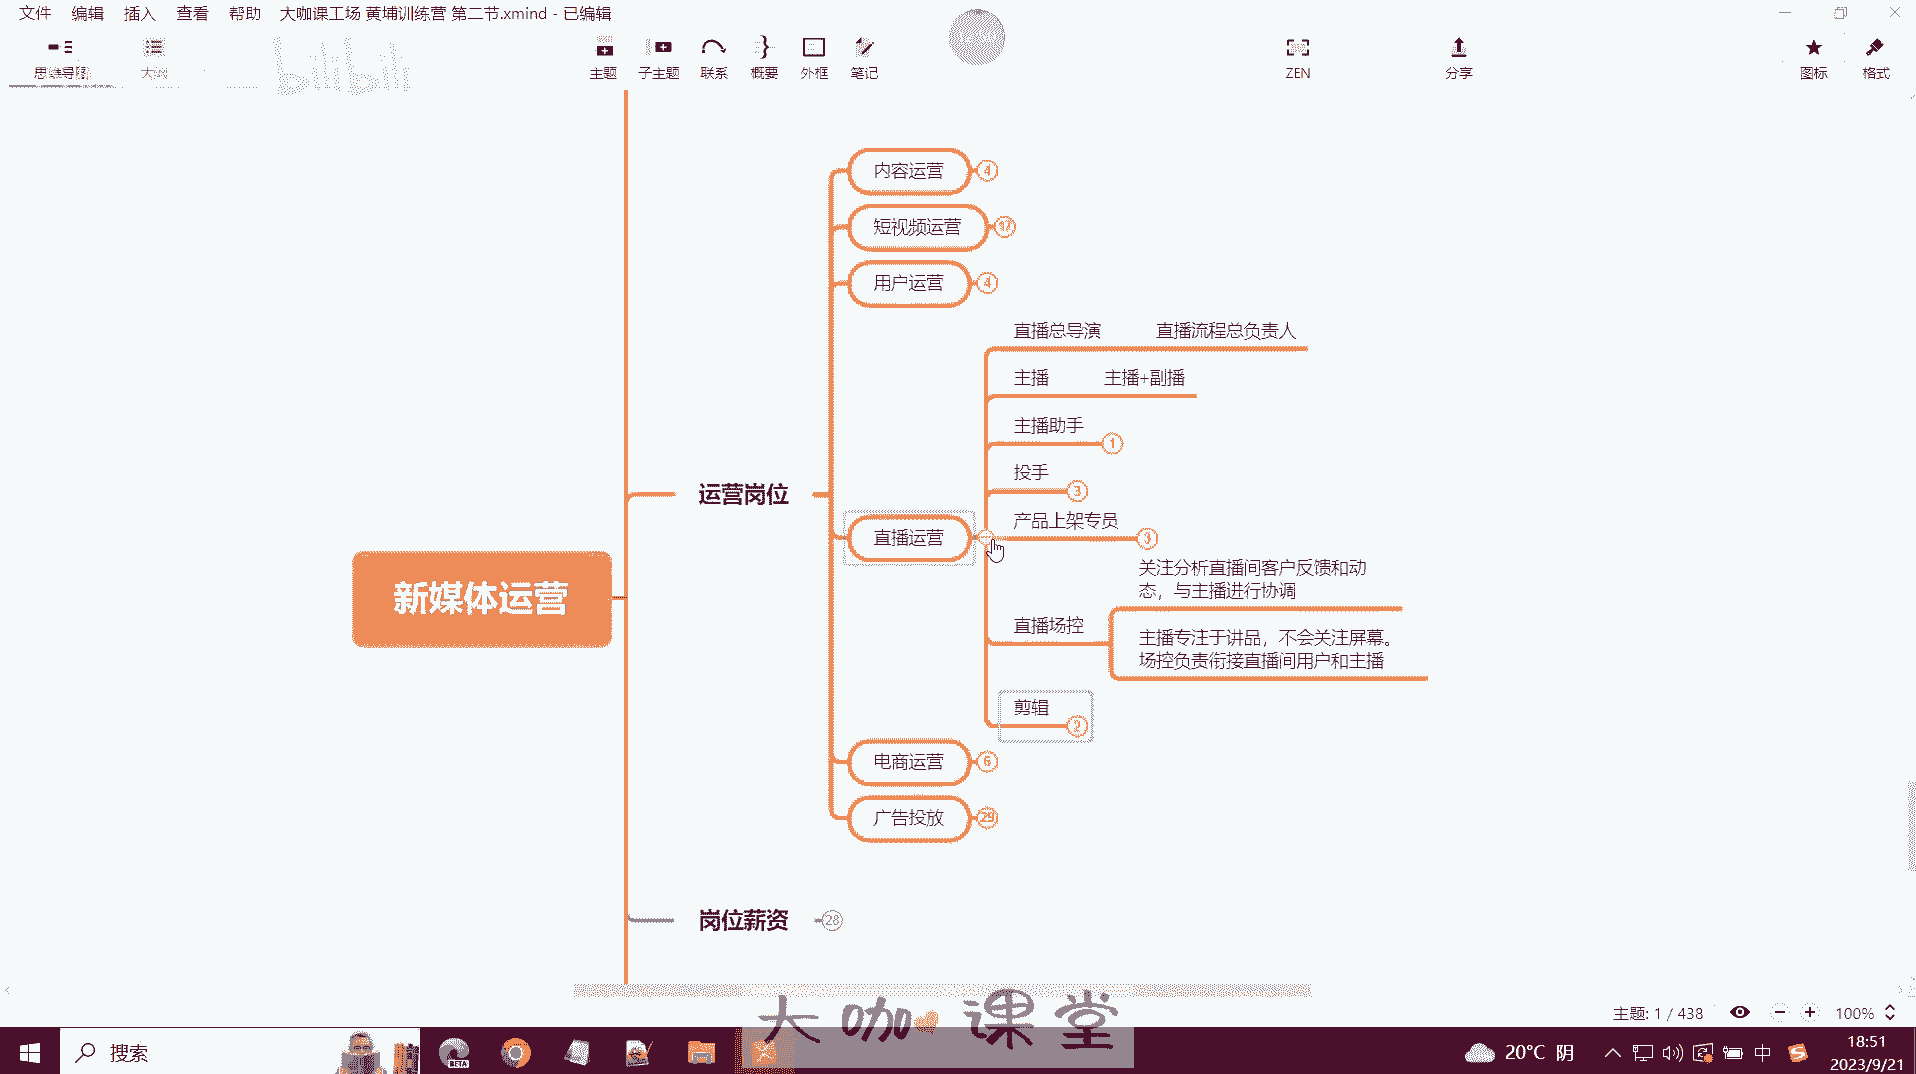 文件 编辑 插入 查看 帮助 大咖课工场 黄埔训练营 第二节.xmind - 已编辑
思维导图 大纲 主题 子主题 联系 概要 外框 笔记 ZEN 分享 图标 格式
bilibili
内容运营 4
短视频运营 17
用户运营 4
直播总导演 直播流程总负责人
主播 主播+副播
主播助手 1
投手 3
运营岗位
产品上架专员 3
直播运营
关注分析直播间客户反馈和动
态，与主播进行协调
直播场控
主播专注于讲品，不会关注屏幕。
场控负责衔接直播间用户和主播
新媒体运营
剪辑 2
电商运营 6
广告投放 29
岗位薪资 28
大咖课堂
主题: 1 / 438 100%
搜索 BETA 20°C 阴 中 18:51
2023/9/21